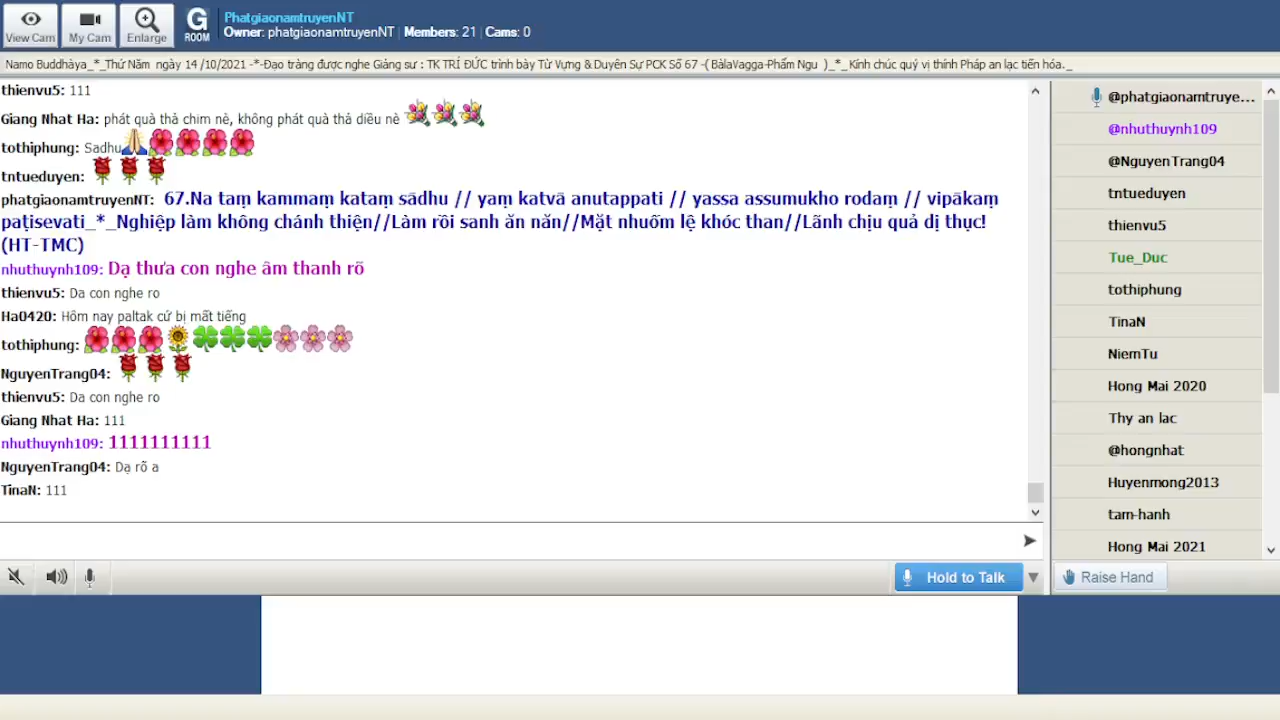 View Cam
My Cam
Enlarge
G
ROOM
PhatgiaonamtruyenNT
Owner: phatgiaonamtruyenNT | Members: 21 | Cams: 0
Namo Buddhàya_*_Thứ Năm ngày 14 /10/2021 -*-Đạo tràng được nghe Giảng sư : TK TRÍ ĐỨC trình bày Từ Vựng & Duyên Sự PCK Số 67 -( BàlaVagga-Phẩm Ngu )_*_Kính chúc quý vị thính Pháp an lạc tiến hóa._
thienvu5: 111
Giang Nhat Ha: phát quà thả chim nè, không phát quà thả diều nè
tothiphung: Sadhu
tntueduyen:
phatgiaonamtruyenNT: 67.Na taṃ kammaṃ kataṃ sādhu // yaṃ katvā anutappati // yassa assumukho rodaṃ // vipākaṃ
paṭisevati_*_Nghiệp làm không chánh thiện//Làm rồi sanh ăn năn//Mặt nhuốm lệ khóc than//Lãnh chịu quả dị thục!
(HT-TMC)
nhuthuynh109: Dạ thưa con nghe âm thanh rõ
thienvu5: Da con nghe ro
Ha0420: Hôm nay paltak cứ bị mất tiếng
tothiphung:
NguyenTrang04:
thienvu5: Da con nghe ro
Giang Nhat Ha: 111
nhuthuynh109: 1111111111
NguyenTrang04: Dạ rõ a
TinaN: 111
Hold to Talk
@phatgiaonamtruye...
@nhuthuynh109
@NguyenTrang04
tntueduyen
thienvu5
Tue_Duc
tothiphung
TinaN
NiemTu
Hong Mai 2020
Thy an lac
@hongnhat
Huyenmong2013
tam-hanh
Hong Mai 2021
Raise Hand